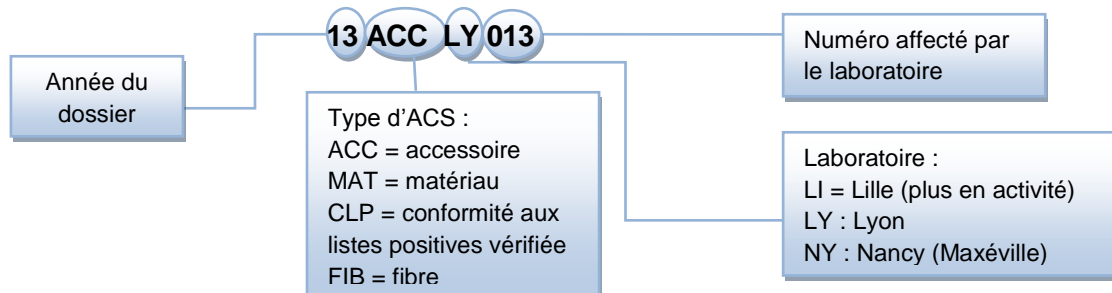 13 ACC LY 013
Année du
dossier
Type d'ACS :
ACC = accessoire
MAT = matériau
CLP = conformité aux
listes positives vérifiée
FIB = fibre
Numéro affecté par
le laboratoire
Laboratoire :
LI = Lille (plus en activité)
LY : Lyon
NY : Nancy (Maxéville)